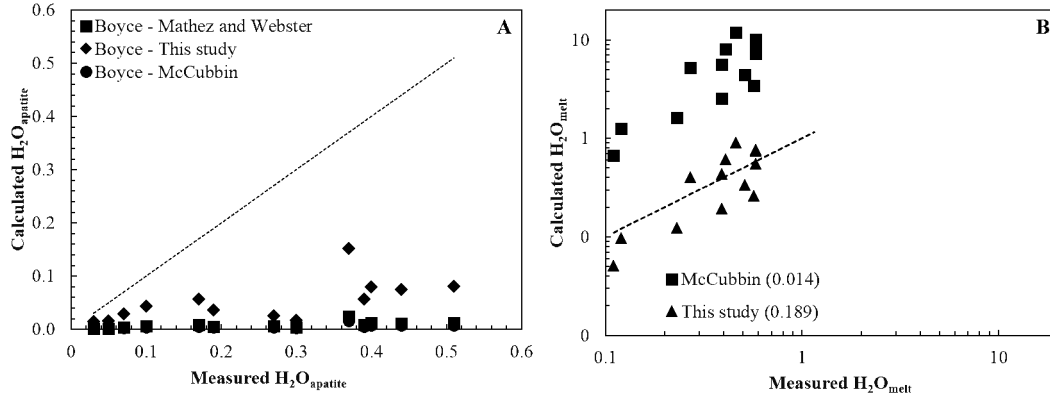 A
Boyce - Mathez and Webster
Boyce - This study
Boyce - McCubbin
0.6
0.5
0.4
0.3
0.2
0.1
0.0
0 0.1 0.2 0.3 0.4 0.5 0.6
Calculated H₂Oapatite
Measured H₂Oapatite
B
10
1
0
0
0.1 1 10
McCubbin (0.014)
This study (0.189)
Calculated H₂Omelt
Measured H₂Omelt